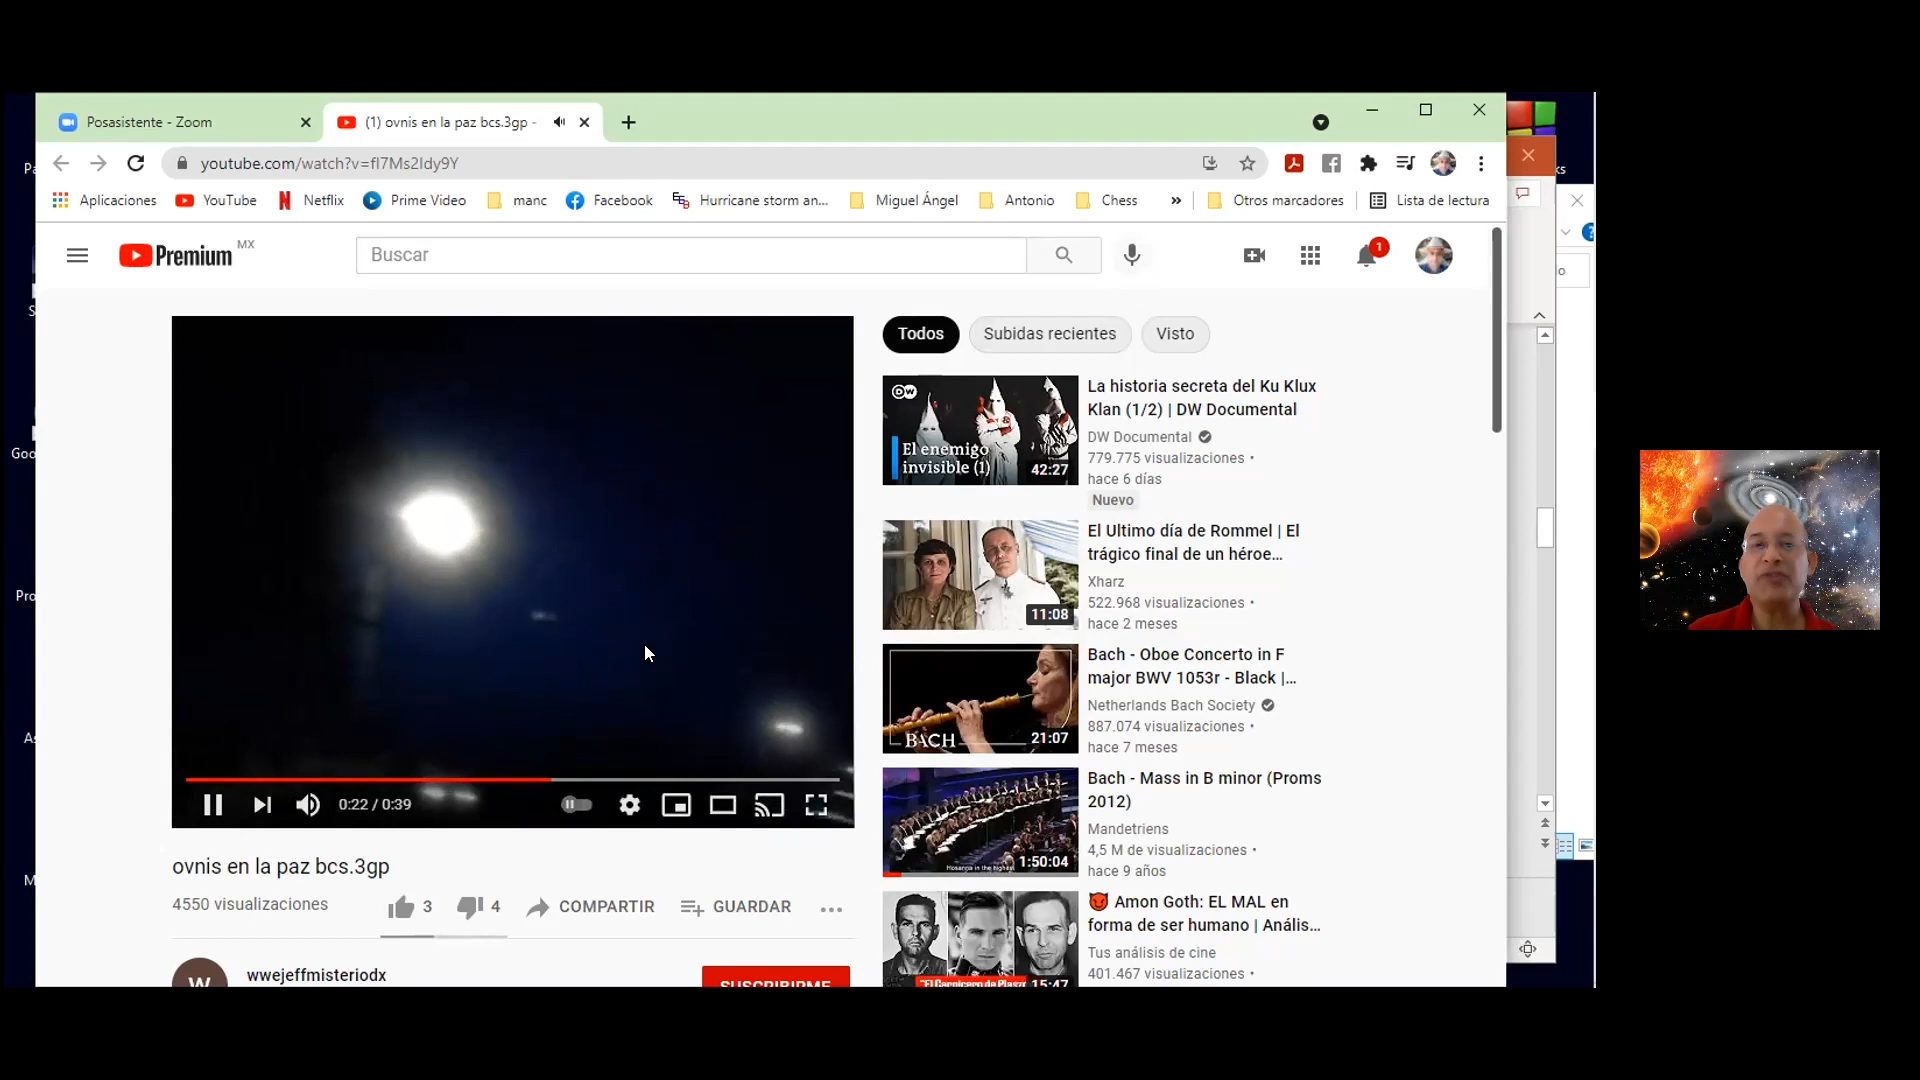 Posasistente - Zoom
(1) ovnis en la paz bcs.3gp -
youtube.com/watch?v=fI7Ms2Idy9Y
Aplicaciones
YouTube
Netflix
Prime Video
manc
Facebook
Hurricane storm an...
Miguel Ángel
Antonio
Chess
»
Otros marcadores
Lista de lectura
Premium MX
Buscar
1
Todos
Subidas recientes
Visto
DW
El enemigo
invisible (1)
42:27
La historia secreta del Ku Klux
Klan (1/2) | DW Documental
DW Documental
779.775 visualizaciones •
hace 6 días
Nuevo
11:08
El Ultimo día de Rommel | El
trágico final de un héroe...
Xharz
522.968 visualizaciones •
hace 2 meses
BACH
21:07
Bach - Oboe Concerto in F
major BWV 1053r - Black |...
Netherlands Bach Society
887.074 visualizaciones •
hace 7 meses
Hosanna in the highest
1:50:04
Bach - Mass in B minor (Proms
2012)
Mandetriens
4,5 M de visualizaciones •
hace 9 años
15:47
Amon Goth: EL MAL en
forma de ser humano | Anális...
Tus análisis de cine
401.467 visualizaciones •
0:22 / 0:39
ovnis en la paz bcs.3gp
4550 visualizaciones
3
4
COMPARTIR
GUARDAR
W
wwejeffmisteriodx
SUSCRIBIRME